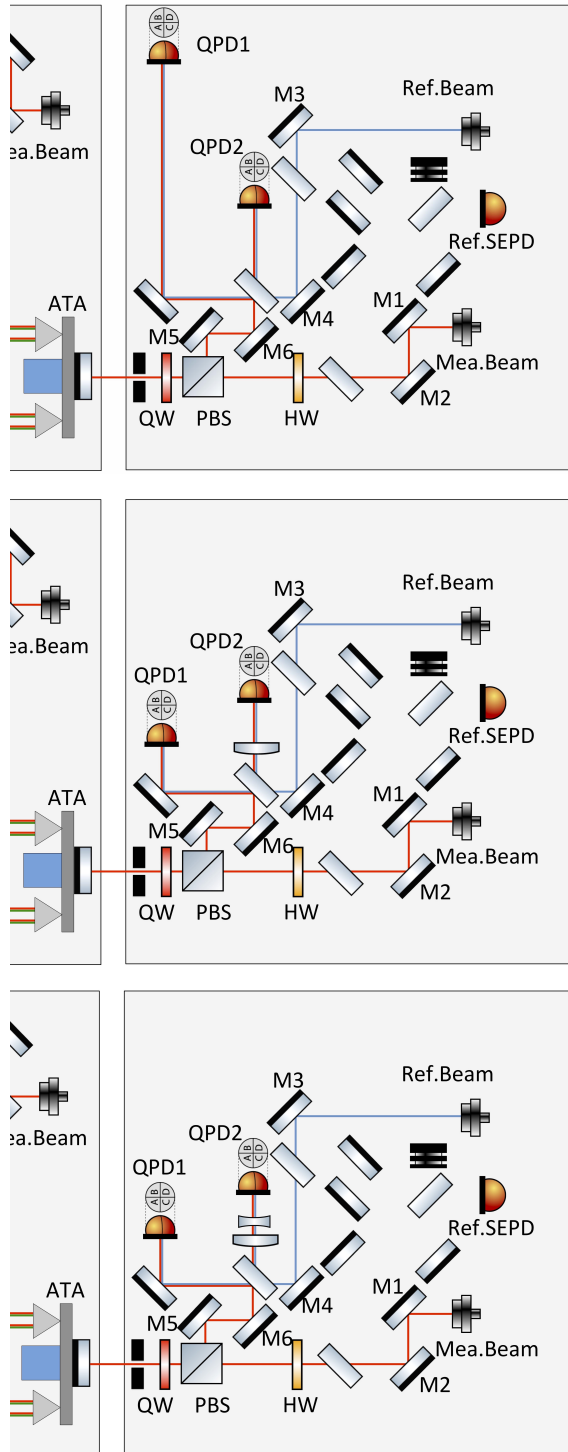 A B
C D
QPD1
M3
Ref.Beam
QPD2
A B
C D
ea.Beam
Ref.SEPD
ATA
M5
M4
M1
M6
Mea.Beam
M2
QW
PBS
HW
M3
Ref.Beam
QPD2
A B
C D
ea.Beam
QPD1
A B
C D
Ref.SEPD
ATA
M5
M4
M1
M6
Mea.Beam
M2
QW
PBS
HW
M3
Ref.Beam
QPD2
A B
C D
ea.Beam
QPD1
A B
C D
Ref.SEPD
ATA
M5
M4
M1
M6
Mea.Beam
M2
QW
PBS
HW